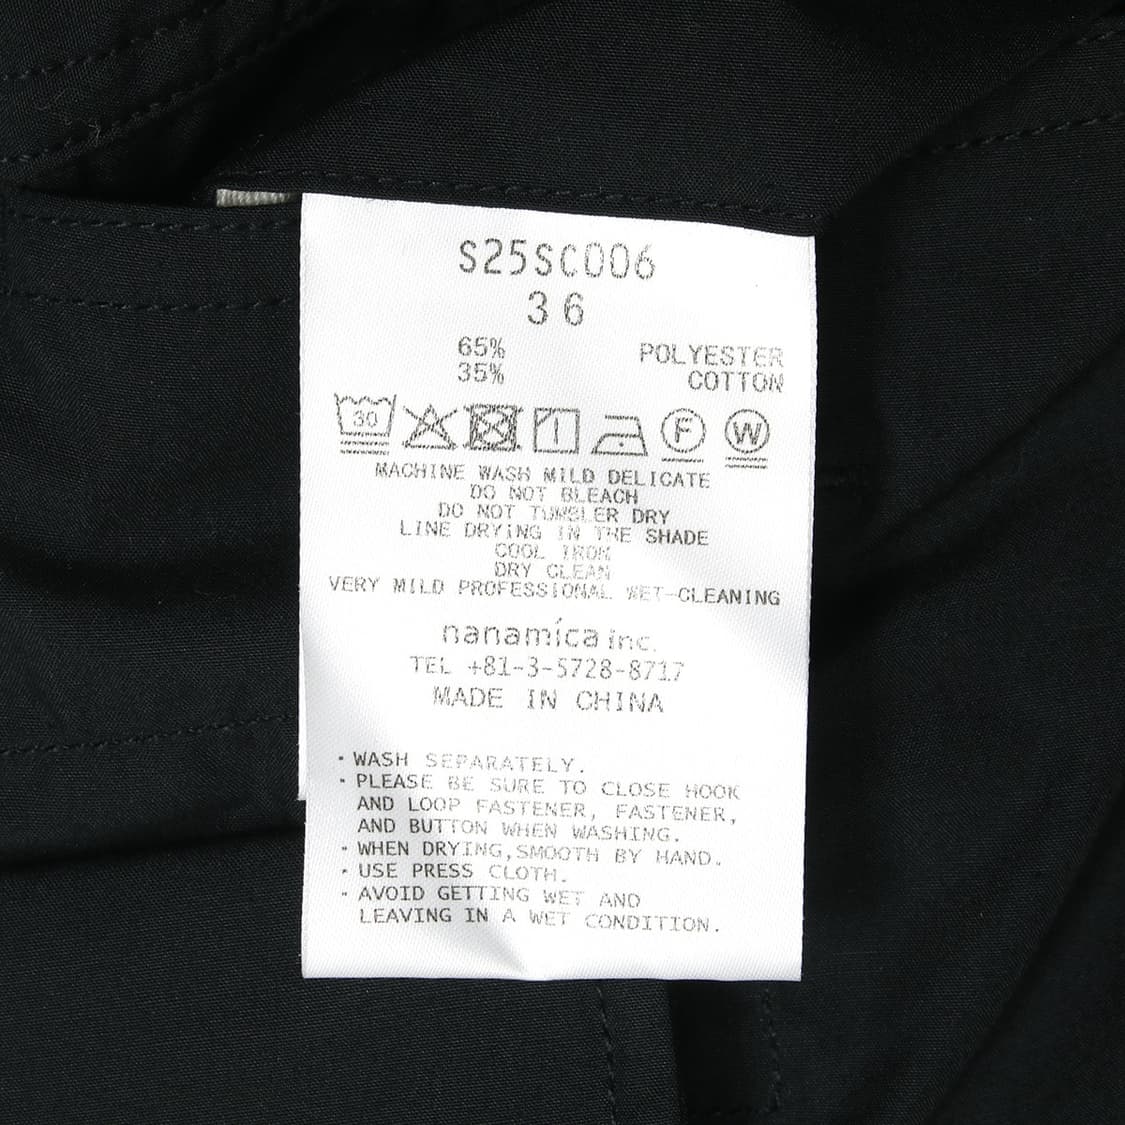 S25SC006
36
65% POLYESTER
35% COTTON
30 F W
MACHINE WASH MILD DELICATE
DO NOT BLEACH
DO NOT TUMBLER DRY
LINE DRYING IN THE SHADE
COOL IRON
DRY CLEAN
VERY MILD PROFESSIONAL WET-CLEANING
nanamica inc.
TEL +81-3-5728-8717
MADE IN CHINA
・WASH SEPARATELY.
・PLEASE BE SURE TO CLOSE HOOK
AND LOOP FASTENER, FASTENER,
AND BUTTON WHEN WASHING.
・WHEN DRYING,SMOOTH BY HAND.
・USE PRESS CLOTH.
・AVOID GETTING WET AND
LEAVING IN A WET CONDITION.